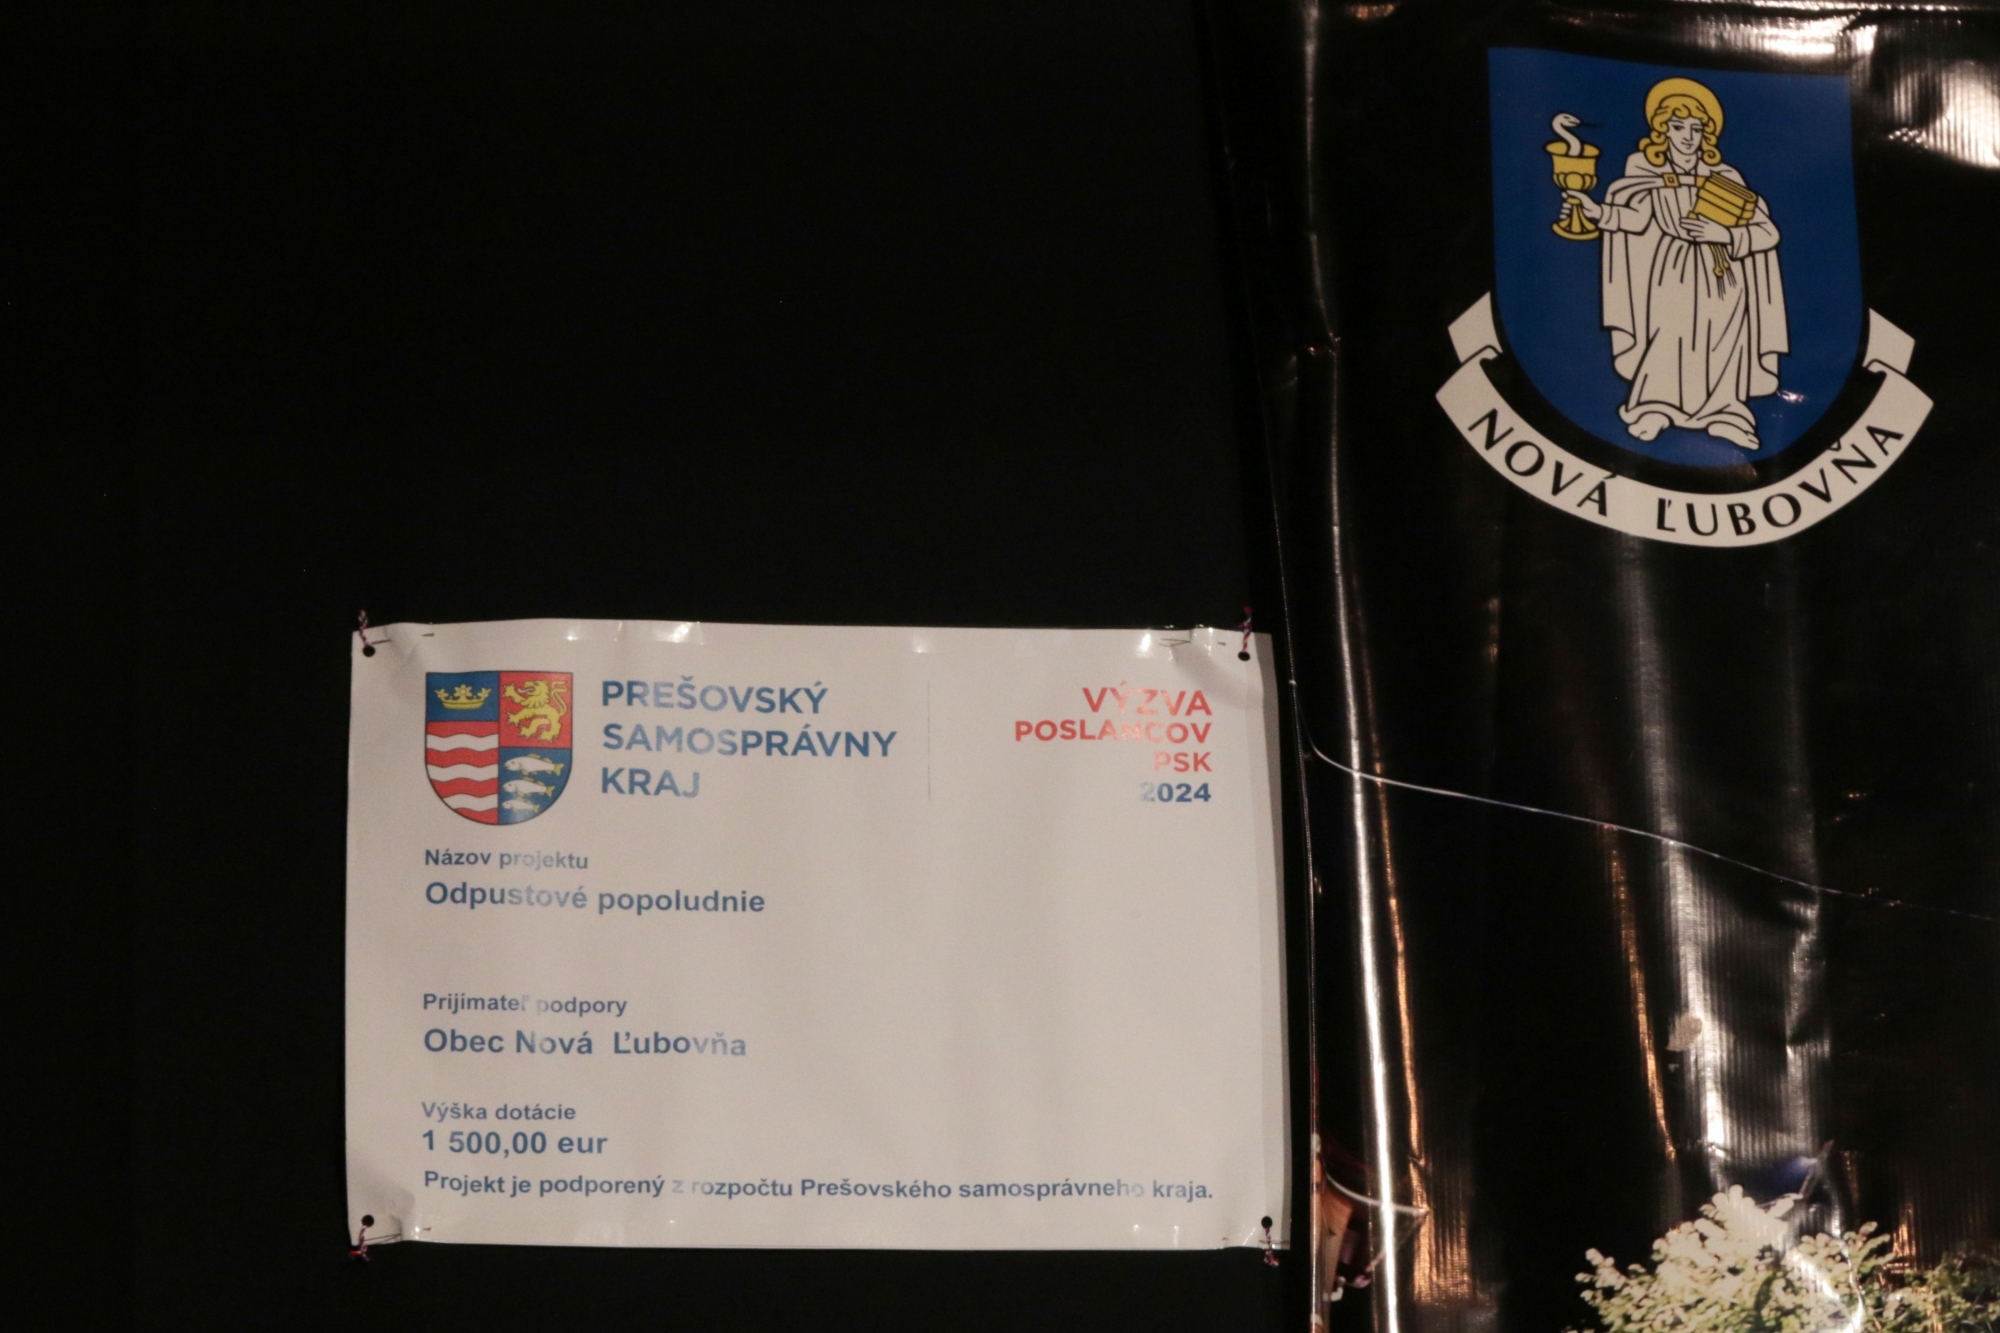 NOVÁ ĽUBOVŇA
PREŠOVSKÝ
SAMOSPRÁVNY
KRAJ
VÝZVA
POSLANCOV
PSK
2024
Názov projektu
Odpustové popoludnie
Prijímateľ podpory
Obec Nová Ľubovňa
Výška dotácie
1 500,00 eur
Projekt je podporený z rozpočtu Prešovského samosprávneho kraja.